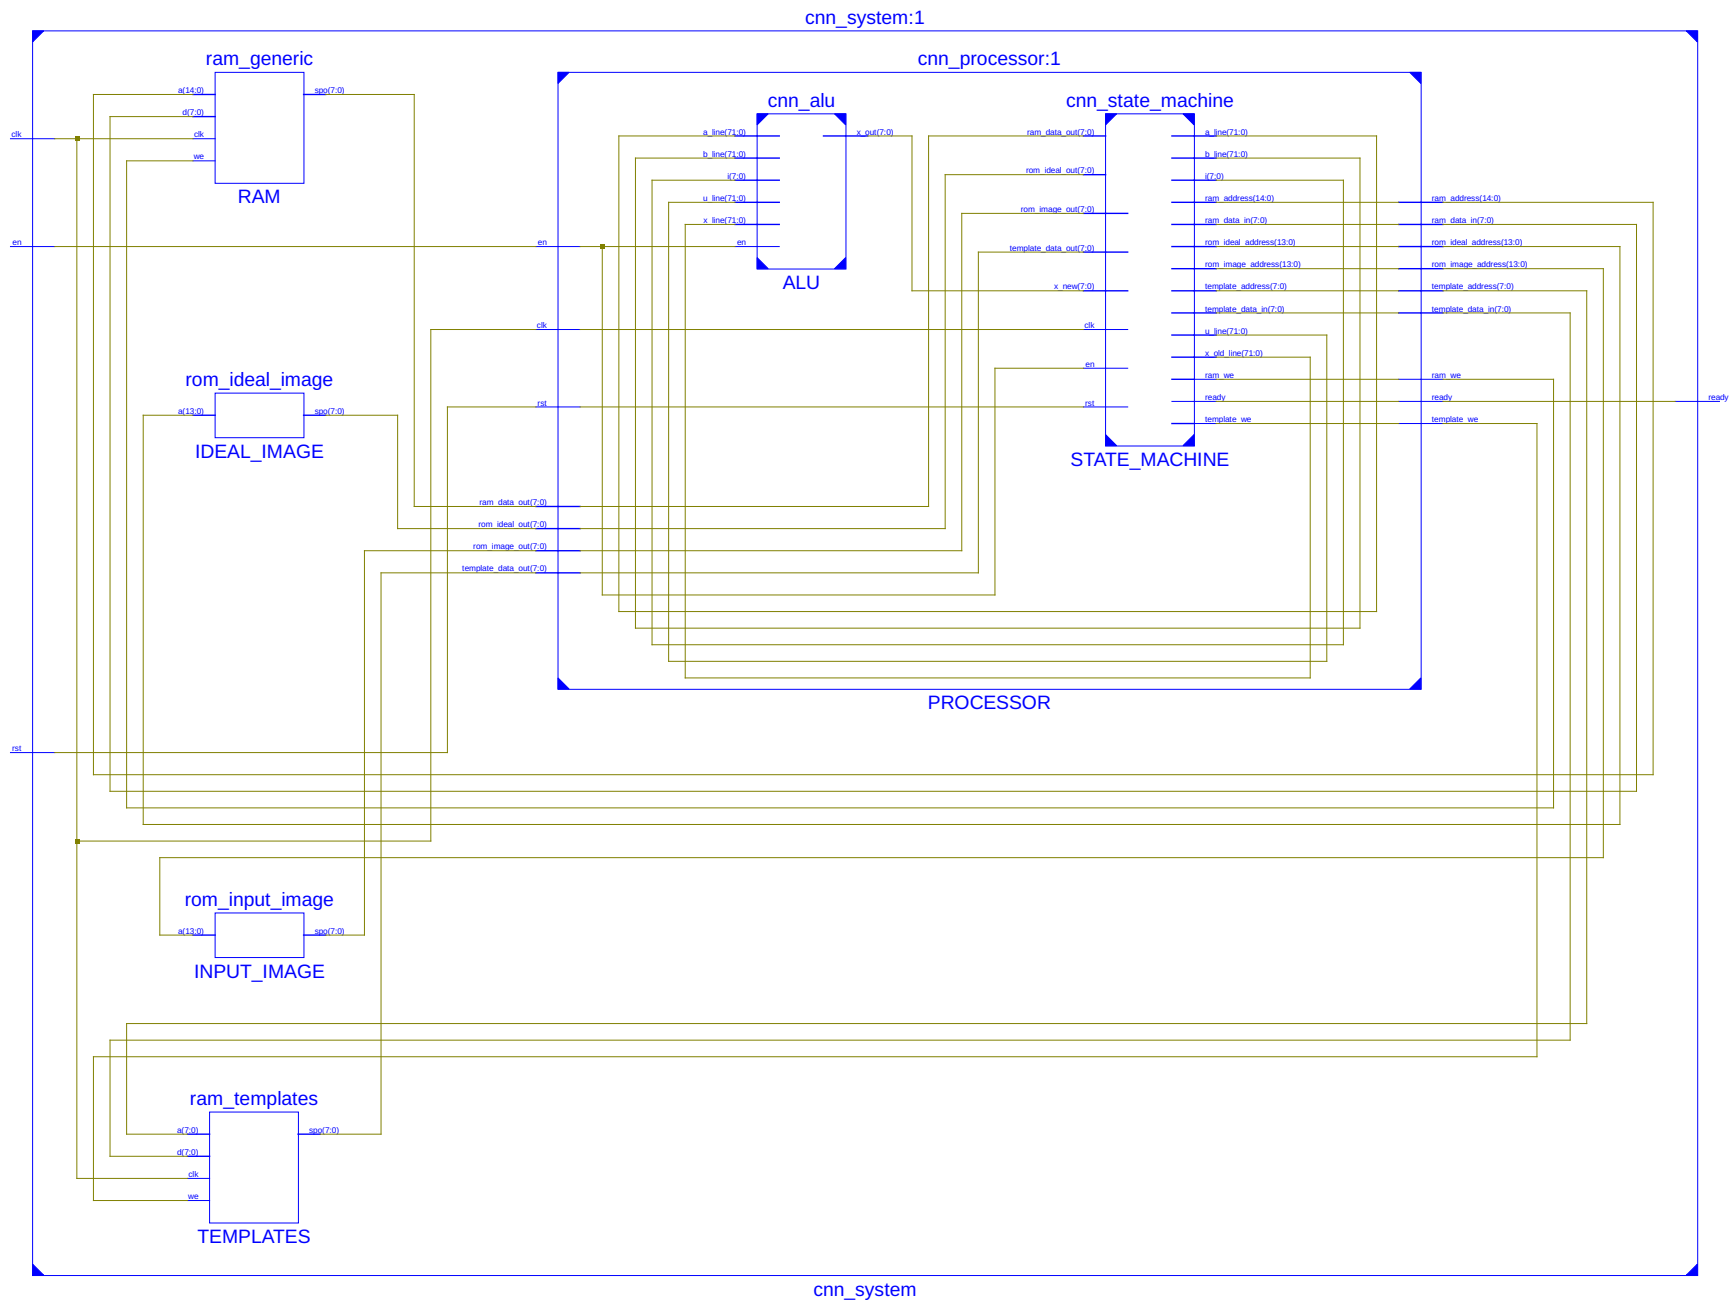 cnn_system:1
ram_generic
a(14:0)
d(7:0)
clk
we
spo(7:0)
RAM
clk
en
rst
cnn_processor:1
en
clk
rst
ram_data_out(7:0)
rom_ideal_out(7:0)
rom_image_out(7:0)
template_data_out(7:0)
cnn_alu
a_line(71:0)
b_line(71:0)
i(7:0)
u_line(71:0)
x_line(71:0)
en
x_out(7:0)
ALU
cnn_state_machine
ram_data_out(7:0)
rom_ideal_out(7:0)
rom_image_out(7:0)
template_data_out(7:0)
x_new(7:0)
clk
en
rst
a_line(71:0)
b_line(71:0)
i(7:0)
ram_address(14:0)
ram_data_in(7:0)
rom_ideal_address(13:0)
rom_image_address(13:0)
template_address(7:0)
template_data_in(7:0)
u_line(71:0)
x_old_line(71:0)
ram_we
ready
template_we
STATE_MACHINE
ram_address(14:0)
ram_data_in(7:0)
rom_ideal_address(13:0)
rom_image_address(13:0)
template_address(7:0)
template_data_in(7:0)
ram_we
ready
template_we
ready
PROCESSOR
rom_ideal_image
a(13:0)
spo(7:0)
IDEAL_IMAGE
rom_input_image
a(13:0)
spo(7:0)
INPUT_IMAGE
ram_templates
a(7:0)
d(7:0)
clk
we
spo(7:0)
TEMPLATES
cnn_system